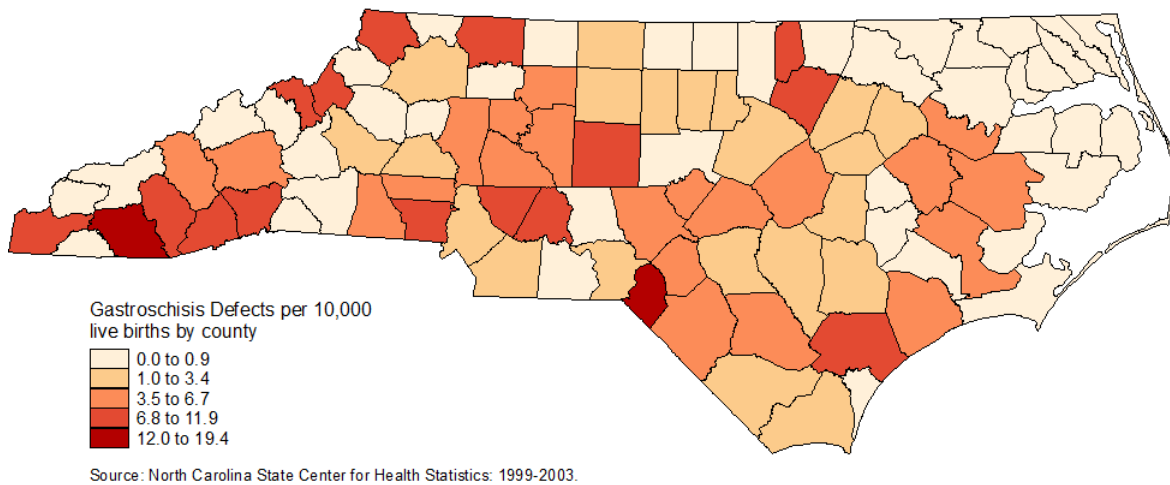 Gastroschisis Defects per 10,000
live births by county
0.0 to 0.9
1.0 to 3.4
3.5 to 6.7
6.8 to 11.9
12.0 to 19.4
Source: North Carolina State Center for Health Statistics: 1999-2003.